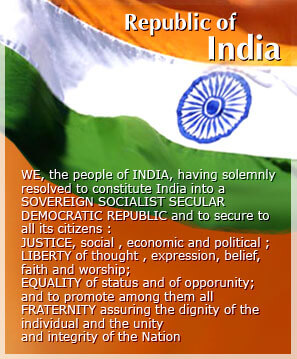 Republic of
India
WE, the people of INDIA, having solemnly
resolved to constitute India into a
SOVEREIGN SOCIALIST SECULAR
DEMOCRATIC REPUBLIC and to secure to
all its citizens :
JUSTICE, social , economic and political ;
LIBERTY of thought , expression, belief,
faith and worship;
EQUALITY of status and of opporunity;
and to promote among them all
FRATERNITY assuring the dignity of the
individual and the unity
and integrity of the Nation